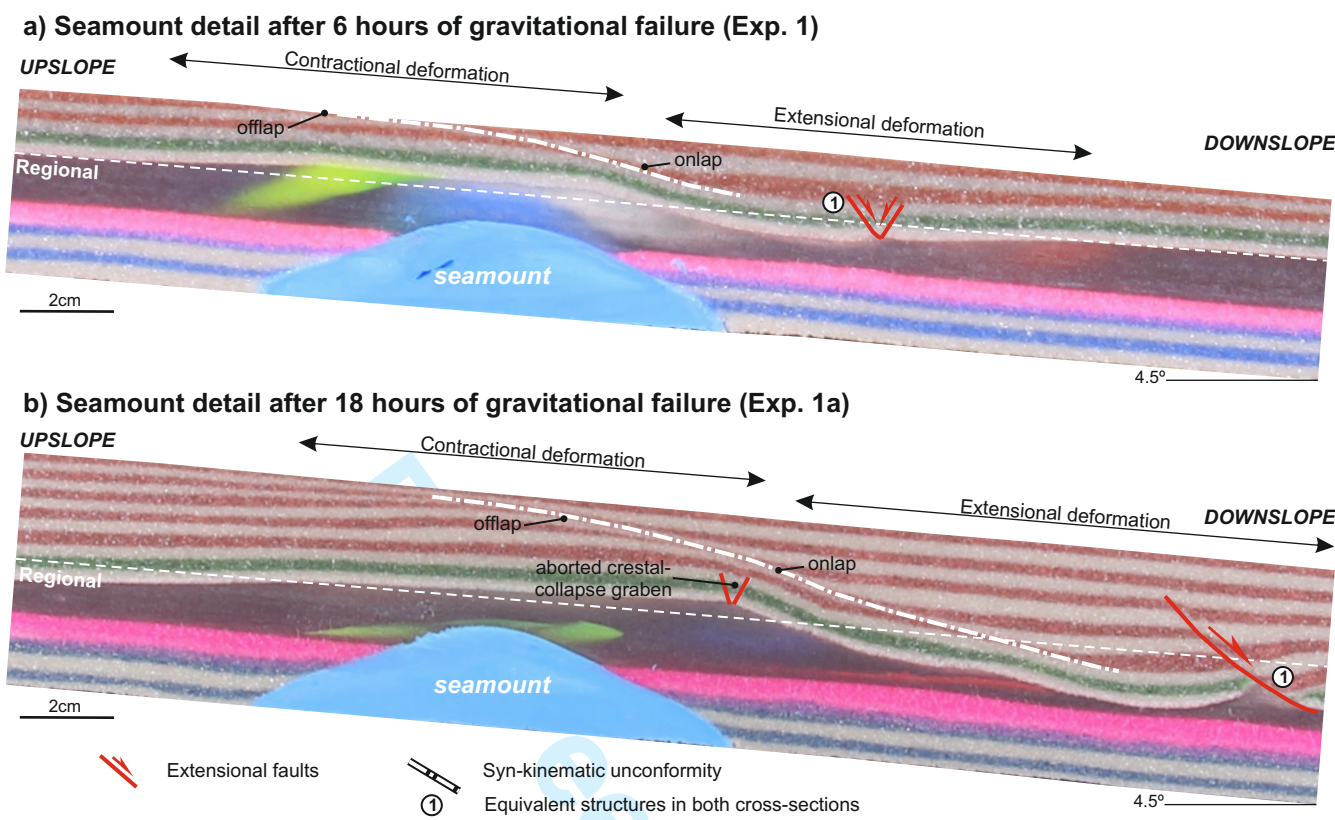 a) Seamount detail after 6 hours of gravitational failure (Exp. 1)
UPSLOPE
Contractional deformation
offlap
Extensional deformation
DOWNSLOPE
onlap
Regional
1
seamount
2cm
4.5º
b) Seamount detail after 18 hours of gravitational failure (Exp. 1a)
UPSLOPE
Contractional deformation
Extensional deformation
DOWNSLOPE
offlap
aborted crestal-
collapse graben
onlap
Regional
1
seamount
2cm
Extensional faults
Syn-kinematic unconformity
1
Equivalent structures in both cross-sections
4.5º